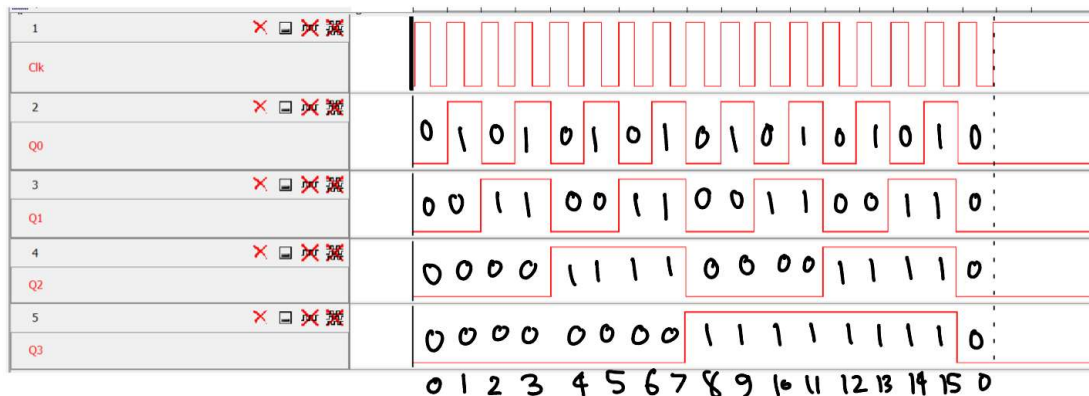 1
Clk
2
Q0
0 1 0 1 0 1 0 1 0 1 0 1 0 1 0 1 0
3
Q1
0 0 1 1 0 0 1 1 0 0 1 1 0 0 1 1 0
4
Q2
0 0 0 0 1 1 1 1 0 0 0 0 1 1 1 1 0
5
Q3
0 0 0 0 0 0 0 0 1 1 1 1 1 1 1 1 0
0 1 2 3 4 5 6 7 8 9 10 11 12 13 14 15 0